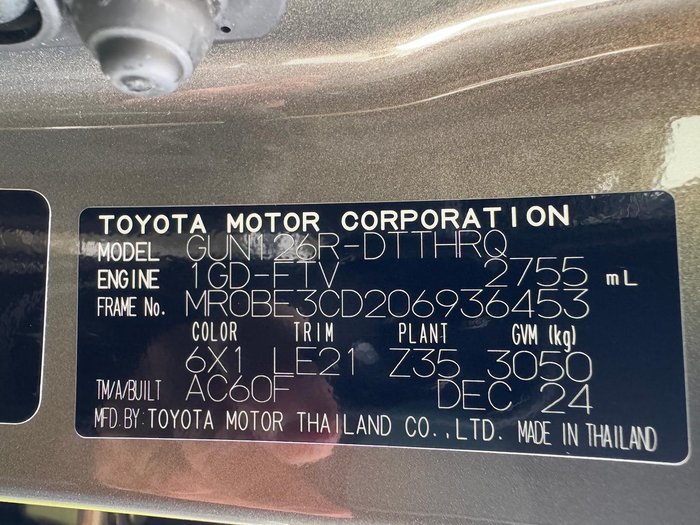 TOYOTA MOTOR CORPORATION
MODEL GUN126R-DTTHRQ
ENGINE 1GD-FTV 2755 mL
FRAME No. MR0BE3CD206936453
COLOR TRIM PLANT GVM (kg)
6X1 LE21 Z35 3050
TM/A/BUILT AC60F DEC 24
MFD.BY:TOYOTA MOTOR THAILAND CO.,LTD. MADE IN THAILAND